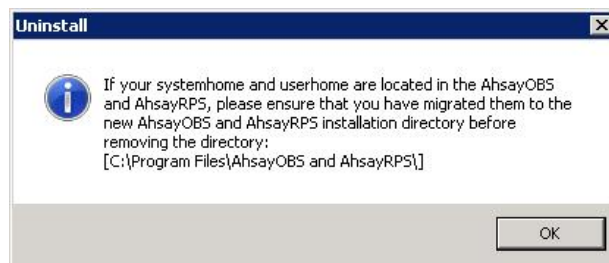 Uninstall
If your systemhome and userhome are located in the AhsayOBS
and AhsayRPS, please ensure that you have migrated them to the
new AhsayOBS and AhsayRPS installation directory before
removing the directory:
[C:\Program Files\AhsayOBS and AhsayRPS\]
OK